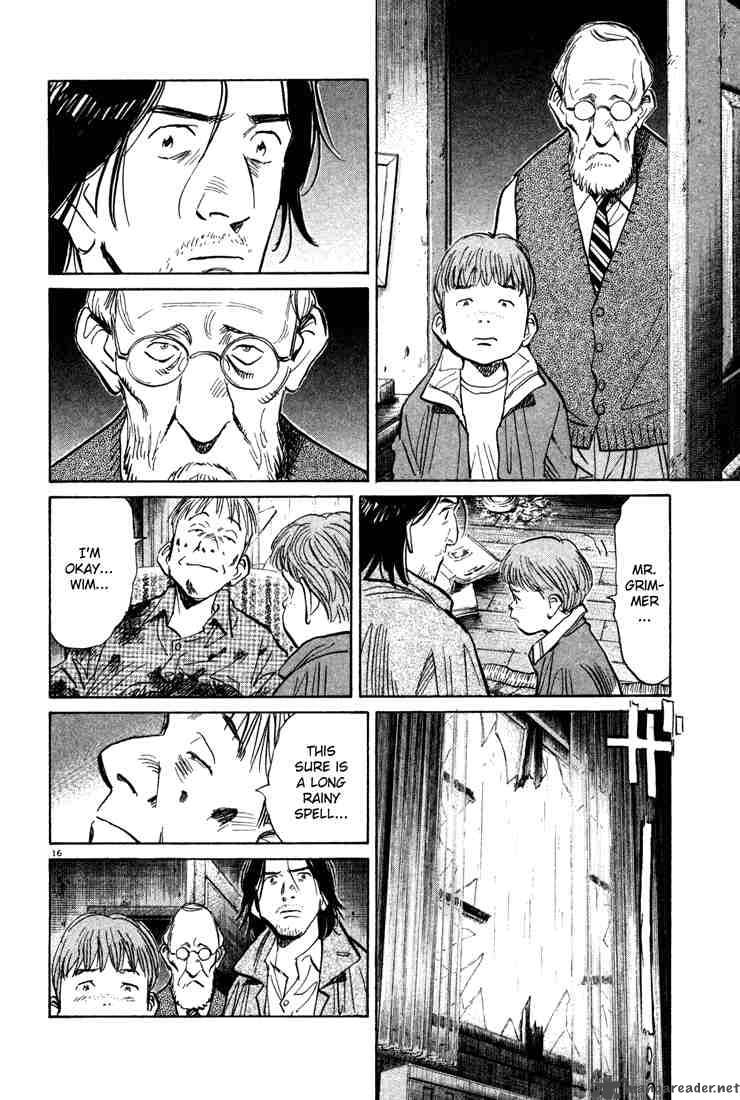 MR.
GRIM-
MER
...
I'M
OKAY...
WIM...
THIS
SURE IS
A LONG
RAINY
SPELL...
16
mangareader.net